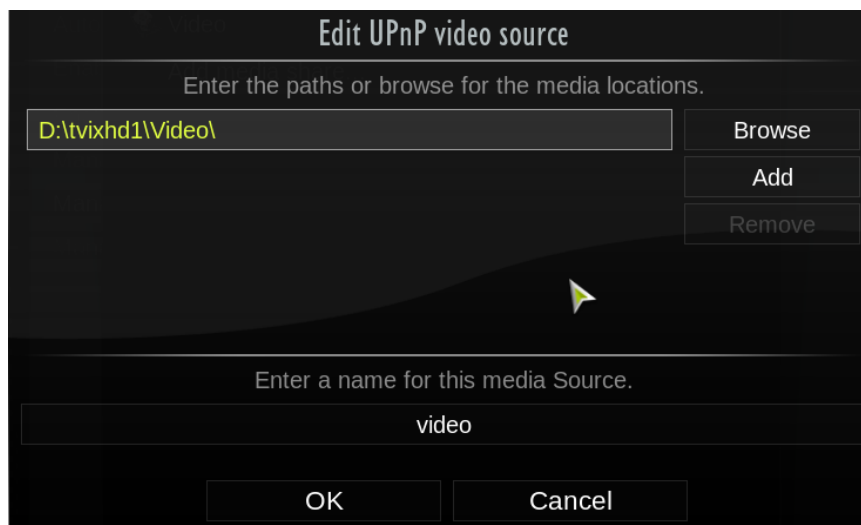 Video
Edit UPnP video source
Enter the paths or browse for the media locations.
D:\tvixhd1\Video\
Browse
Add
Remove
Enter a name for this media Source.
video
OK
Cancel